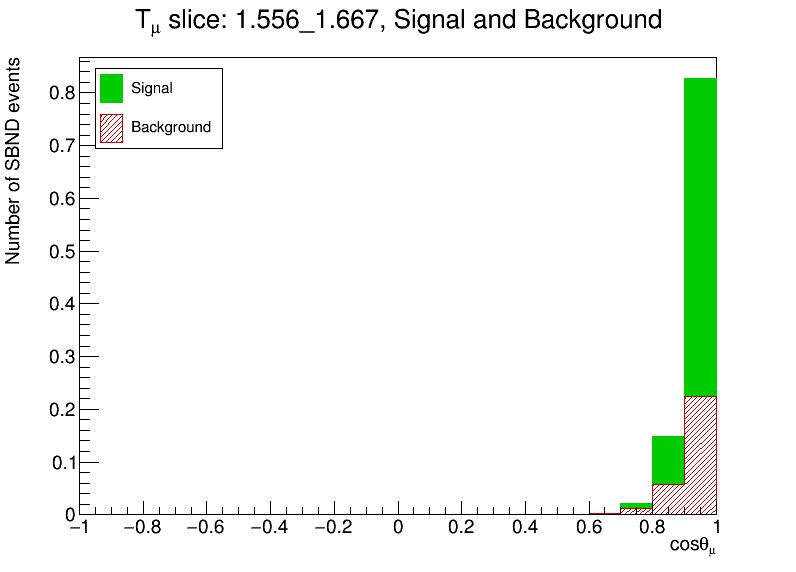 Tμ slice: 1.556_1.667, Signal and Background
Number of SBND events
Signal
Background
0.8
0.7
0.6
0.5
0.4
0.3
0.2
0.1
0
−1 −0.8 −0.6 −0.4 −0.2 0 0.2 0.4 0.6 0.8 1
cosθμ